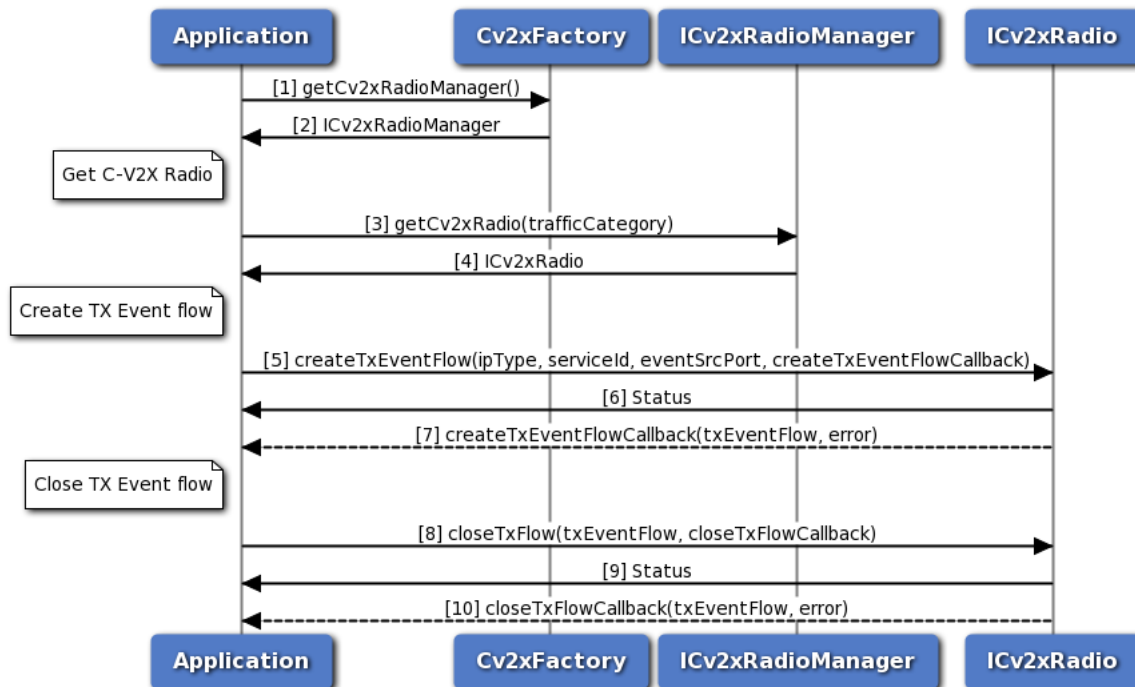 Application Cv2xFactory ICv2xRadioManager ICv2xRadio
[1] getCv2xRadioManager()
[2] ICv2xRadioManager
Get C-V2X Radio
[3] getCv2xRadio(trafficCategory)
[4] ICv2xRadio
Create TX Event flow
[5] createTxEventFlow(ipType, serviceId, eventSrcPort, createTxEventFlowCallback)
[6] Status
[7] createTxEventFlowCallback(txEventFlow, error)
Close TX Event flow
[8] closeTxFlow(txEventFlow, closeTxFlowCallback)
[9] Status
[10] closeTxFlowCallback(txEventFlow, error)
Application Cv2xFactory ICv2xRadioManager ICv2xRadio